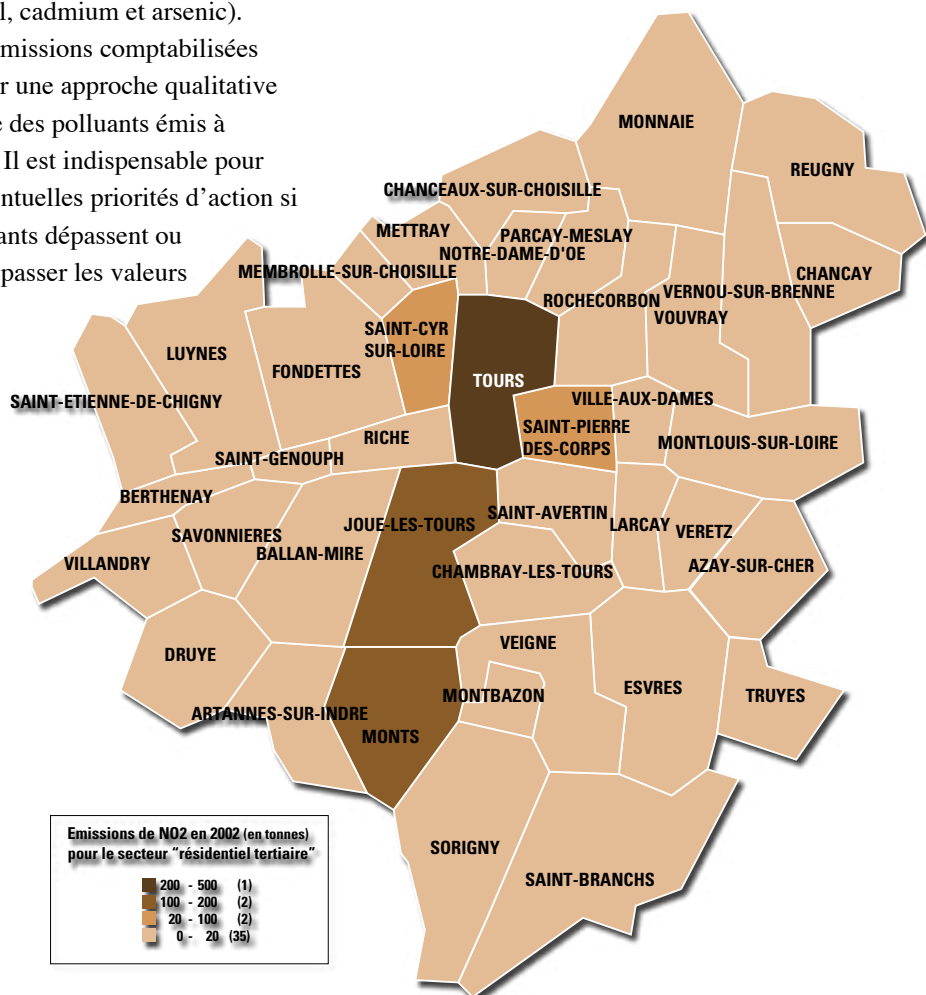 l, cadmium et arsenic).
missions comptabilisées
r une approche qualitative
e des polluants émis à
Il est indispensable pour
ntuelles priorités d'action si
ants dépassent ou
passer les valeurs
MONNAIE
REUGNY
CHANCEAUX-SUR-CHOISILLE
METTRAY
PARCAY-MESLAY
NOTRE-DAME-D'OE
MEMBROLLE-SUR-CHOISILLE
CHANCAY
ROCHECORBON
VERNOU-SUR-BRENNE
VOUVRAY
SAINT-CYR
SUR-LOIRE
LUYNES
FONDETTES
TOURS
SAINT-ETIENNE-DE-CHIGNY
VILLE-AUX-DAMES
SAINT-PIERRE
DES-CORPS
RICHE
MONTLOUIS-SUR-LOIRE
SAINT-GENOUPH
BERTHENAY
SAINT-AVERTIN
JOUE-LES-TOURS
LARCAY
VERETZ
SAVONNIERES
BALLAN-MIRE
VILLANDRY
CHAMBRAY-LES-TOURS
AZAY-SUR-CHER
DRUYE
VEIGNE
MONTBAZON
ESVRES
TRUYES
ARTANNES-SUR-INDRE
MONTS
SORIGNY
SAINT-BRANCHS
Emissions de NO2 en 2002 (en tonnes)
pour le secteur "résidentiel tertiaire"
200 - 500 (1)
100 - 200 (2)
20 - 100 (2)
0 - 20 (35)